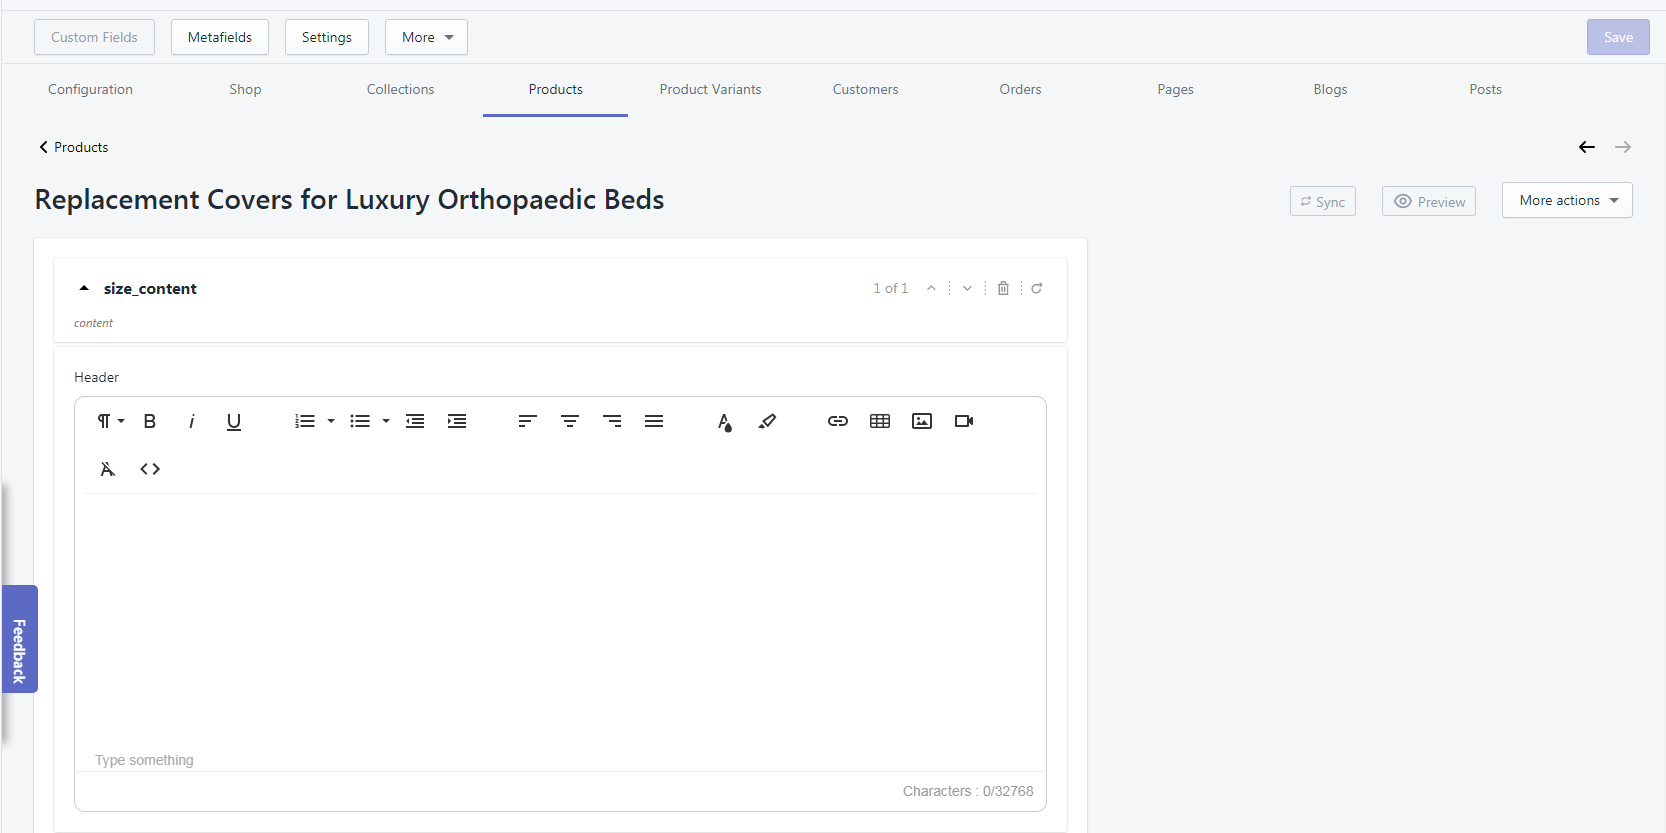 Custom Fields Metafields Settings More Save
Configuration Shop Collections Products Product Variants Customers Orders Pages Blogs Posts
Products
Replacement Covers for Luxury Orthopaedic Beds
Sync Preview More actions
size_content 1 of 1
content
Header
Type something
Characters : 0/32768
Feedback